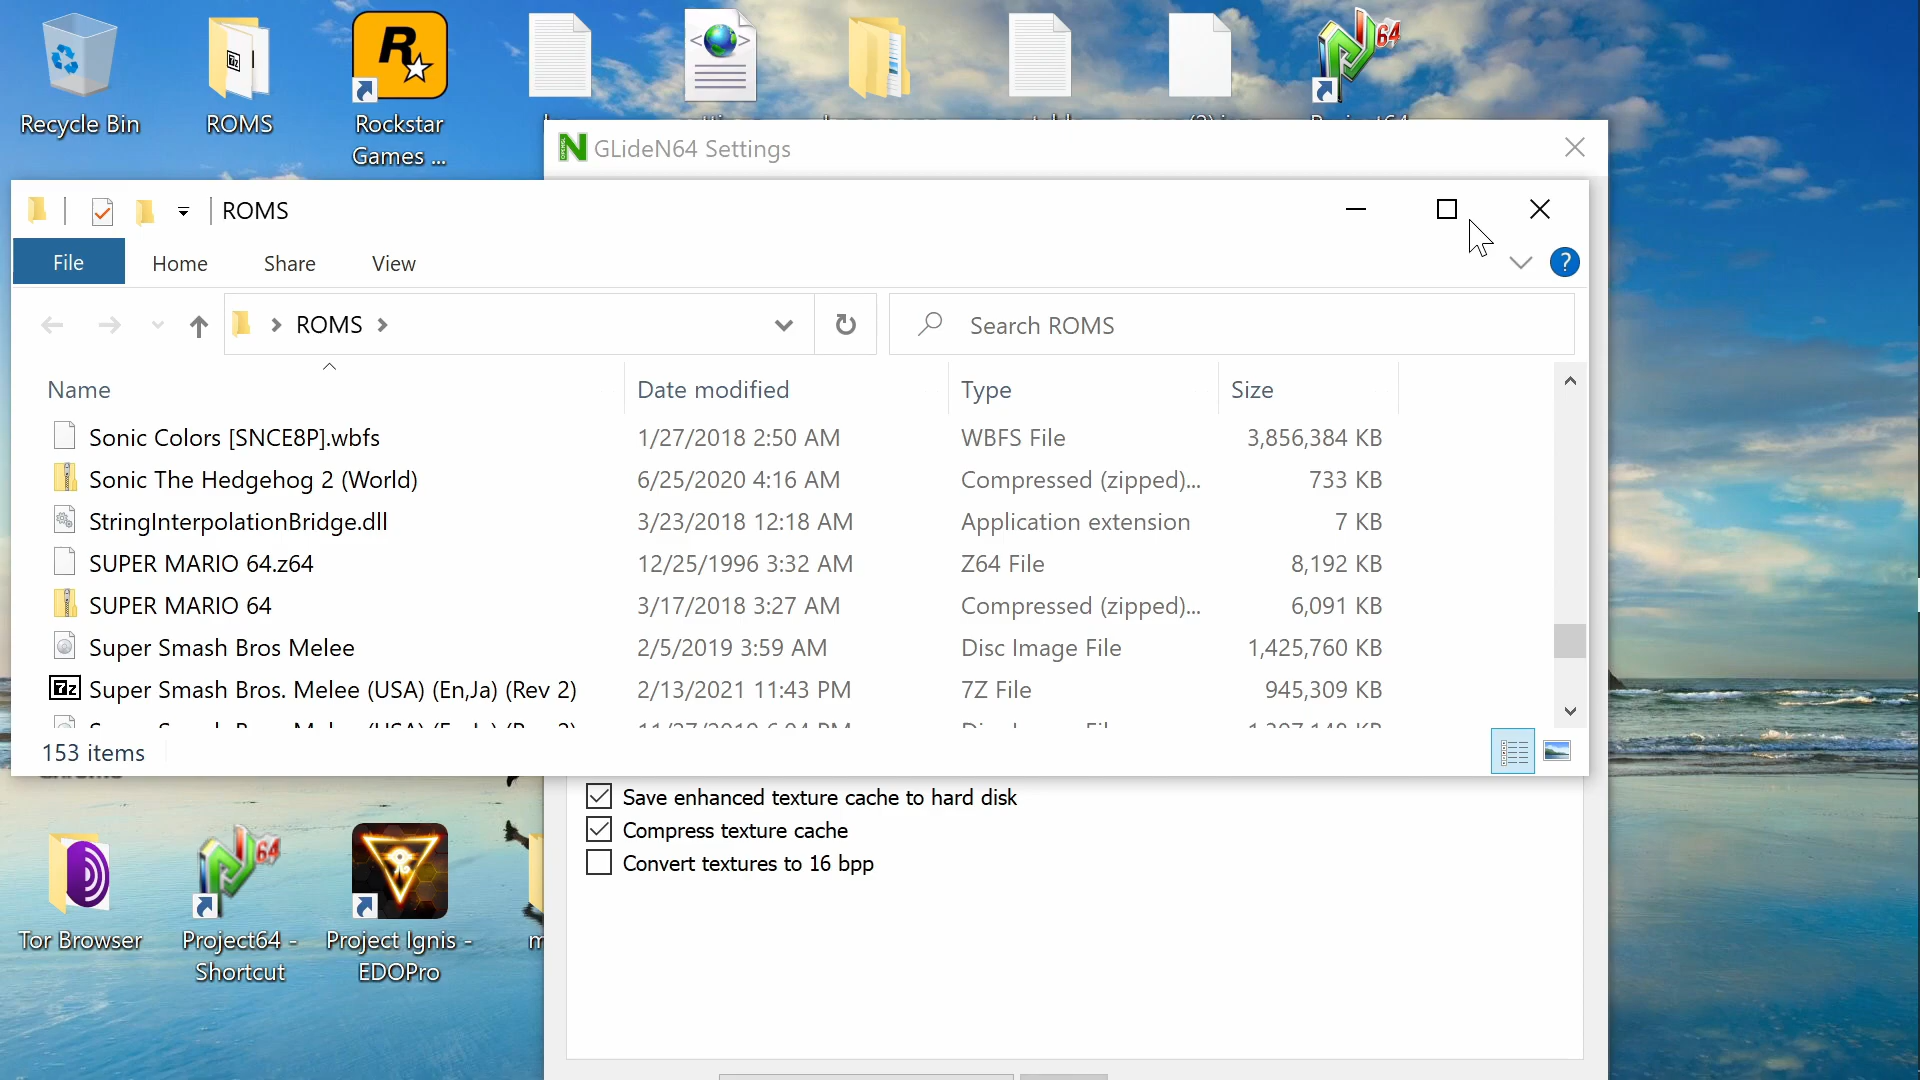 Recycle Bin
ROMS
Rockstar
Games ...
GLideN64 Settings
ROMS
File
Home
Share
View
ROMS
Search ROMS
Name
Date modified
Type
Size
Sonic Colors [SNCE8P].wbfs 1/27/2018 2:50 AM WBFS File 3,856,384 KB
Sonic The Hedgehog 2 (World) 6/25/2020 4:16 AM Compressed (zipped)... 733 KB
StringInterpolationBridge.dll 3/23/2018 12:18 AM Application extension 7 KB
SUPER MARIO 64.z64 12/25/1996 3:32 AM Z64 File 8,192 KB
SUPER MARIO 64 3/17/2018 3:27 AM Compressed (zipped)... 6,091 KB
Super Smash Bros Melee 2/5/2019 3:59 AM Disc Image File 1,425,760 KB
Super Smash Bros. Melee (USA) (En,Ja) (Rev 2) 2/13/2021 11:43 PM 7Z File 945,309 KB
153 items
Save enhanced texture cache to hard disk
Compress texture cache
Convert textures to 16 bpp
Tor Browser
Project64 -
Shortcut
Project Ignis -
EDOPro